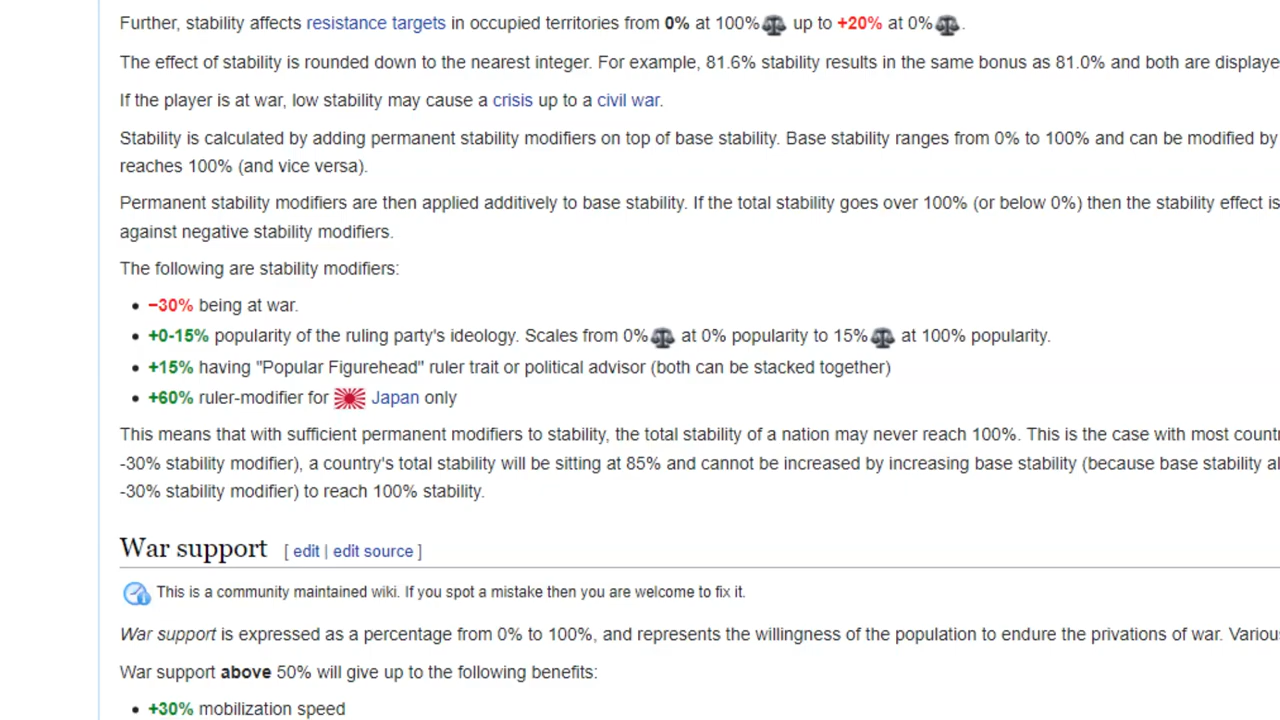 Further, stability affects resistance targets in occupied territories from 0% at 100% up to +20% at 0% .
The effect of stability is rounded down to the nearest integer. For example, 81.6% stability results in the same bonus as 81.0% and both are displaye
If the player is at war, low stability may cause a crisis up to a civil war.
Stability is calculated by adding permanent stability modifiers on top of base stability. Base stability ranges from 0% to 100% and can be modified by
reaches 100% (and vice versa).
Permanent stability modifiers are then applied additively to base stability. If the total stability goes over 100% (or below 0%) then the stability effect is
against negative stability modifiers.
The following are stability modifiers:
• −30% being at war.
• +0-15% popularity of the ruling party's ideology. Scales from 0% at 0% popularity to 15% at 100% popularity.
• +15% having "Popular Figurehead" ruler trait or political advisor (both can be stacked together)
• +60% ruler-modifier for Japan only
This means that with sufficient permanent modifiers to stability, the total stability of a nation may never reach 100%. This is the case with most countr
-30% stability modifier), a country's total stability will be sitting at 85% and cannot be increased by increasing base stability (because base stability al
-30% stability modifier) to reach 100% stability.
War support [ edit | edit source ]
This is a community maintained wiki. If you spot a mistake then you are welcome to fix it.
War support is expressed as a percentage from 0% to 100%, and represents the willingness of the population to endure the privations of war. Variou
War support above 50% will give up to the following benefits:
• +30% mobilization speed